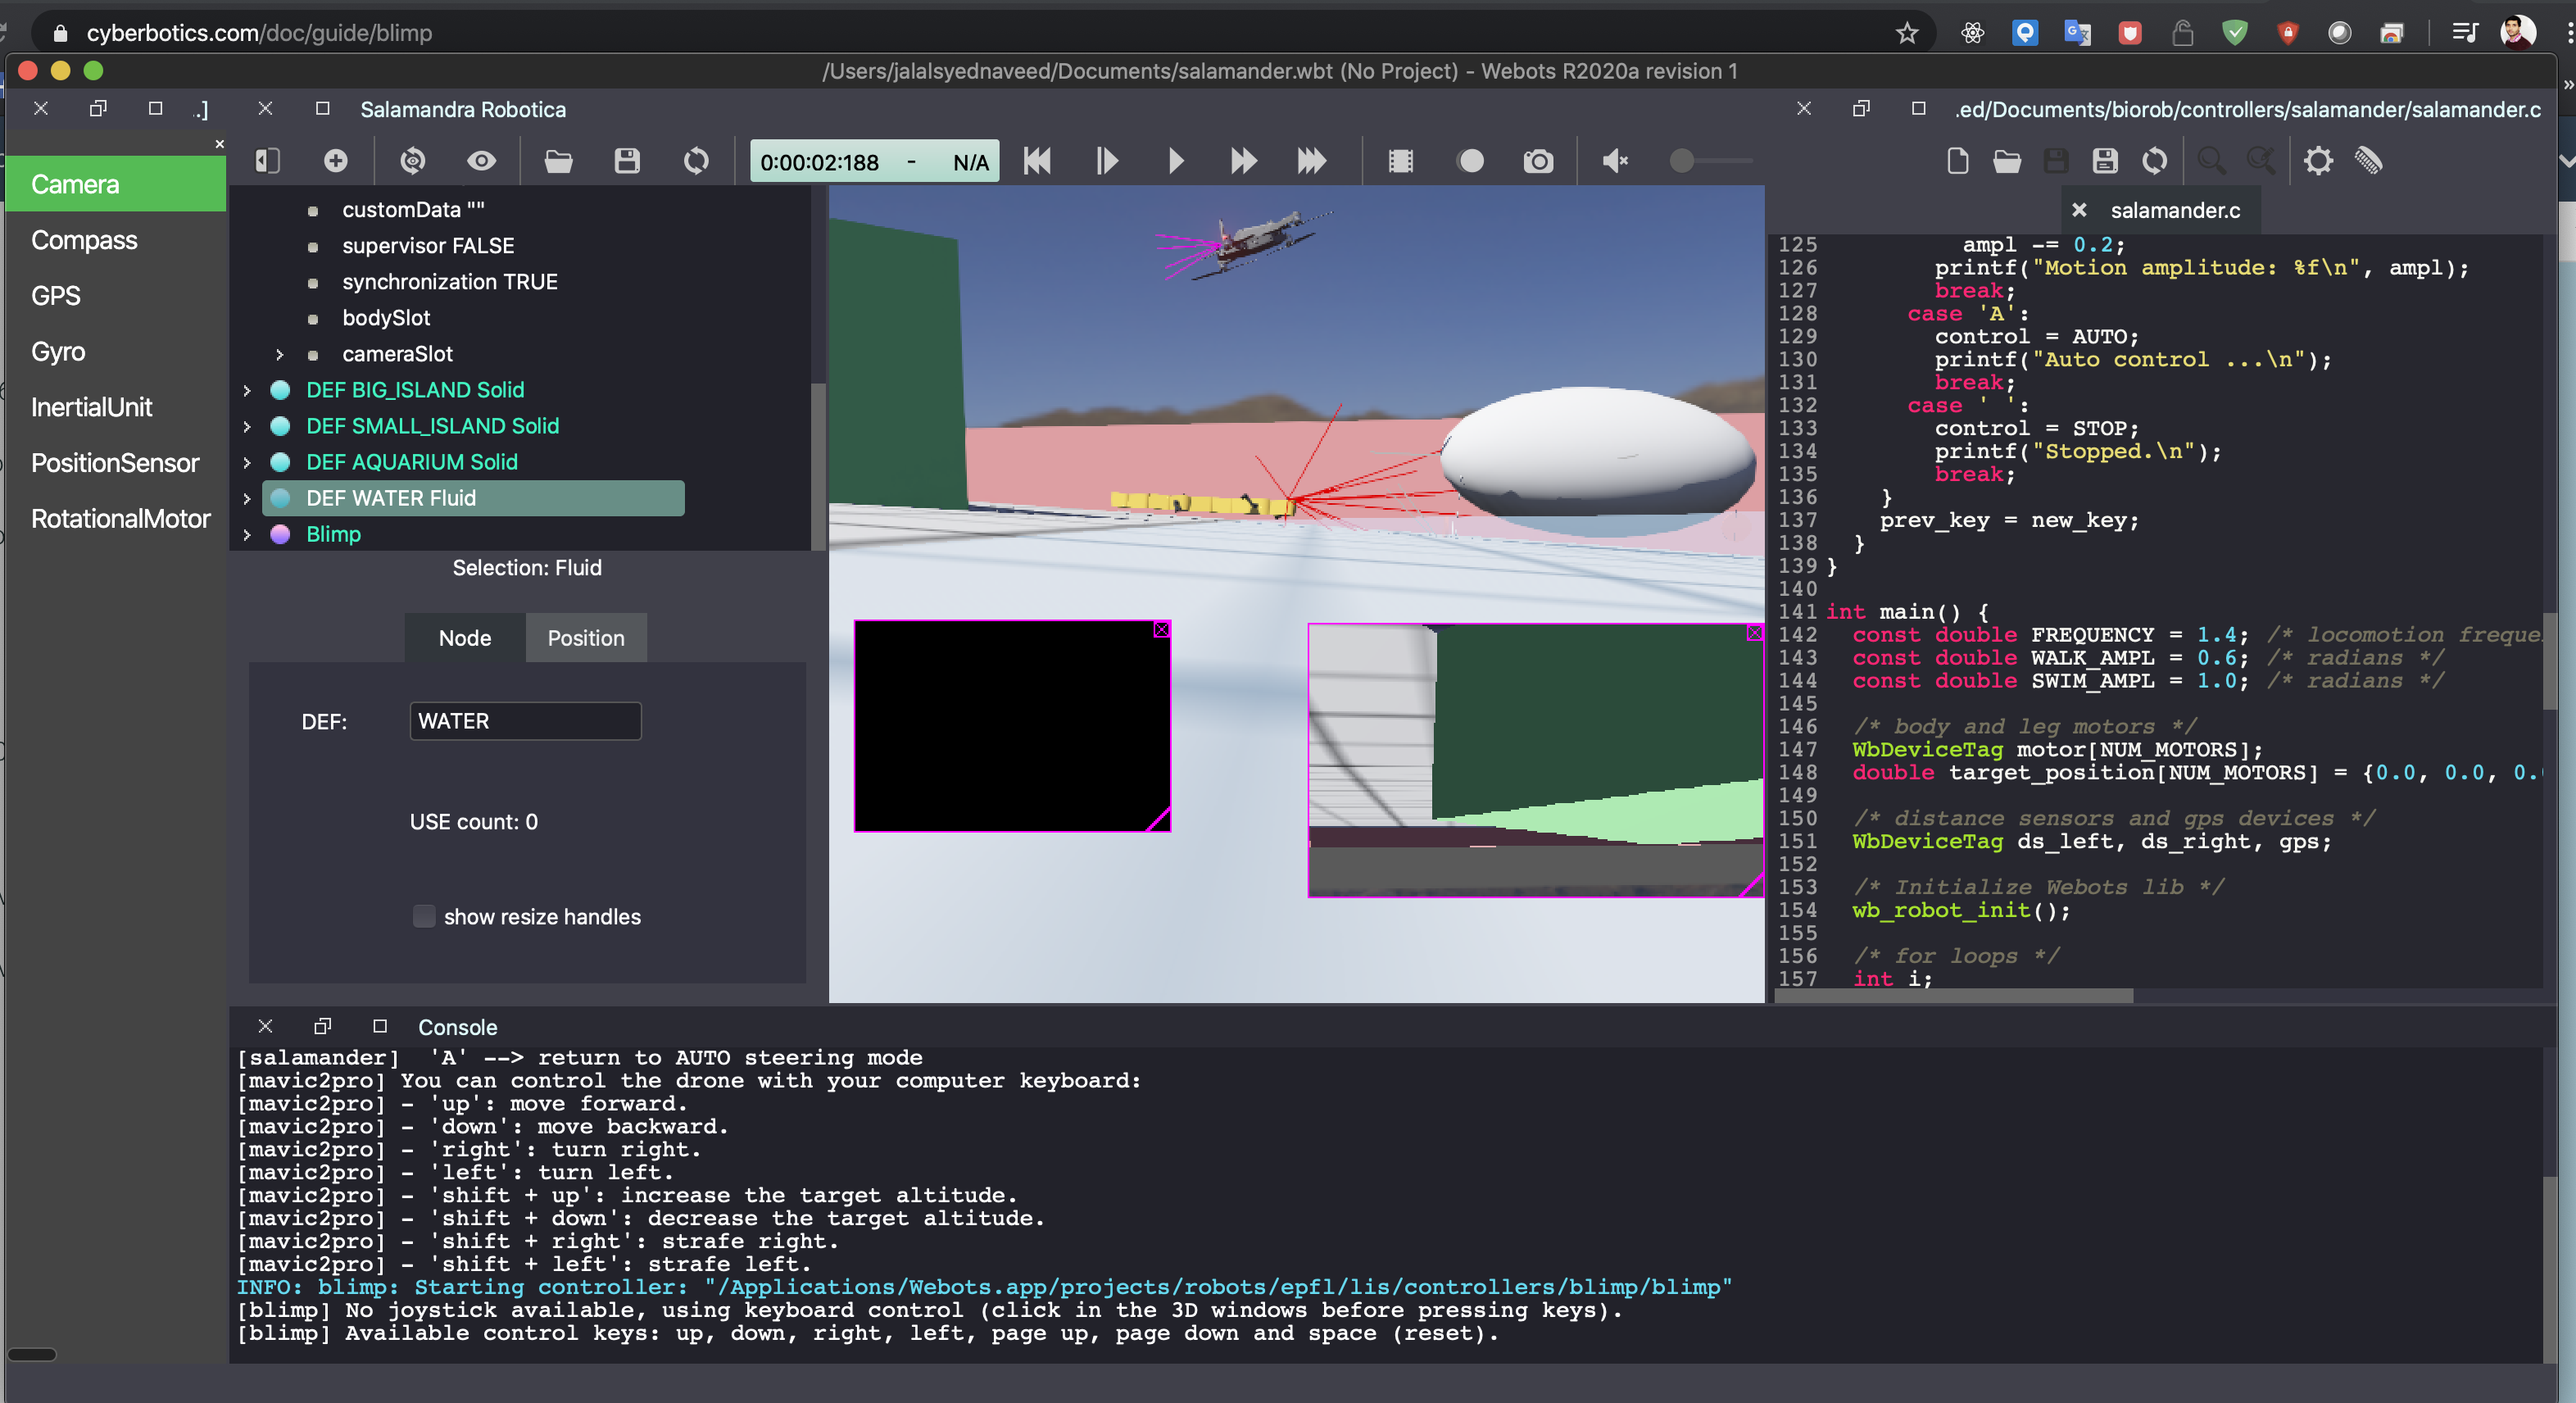 cyberbotics.com/doc/guide/blimp
/Users/jalalsyednaveed/Documents/salamander.wbt (No Project) - Webots R2020a revision 1
..]
Salamandra Robotica
.ed/Documents/biorob/controllers/salamander/salamander.c
0:00:02:188 - N/A
Camera
Compass
GPS
Gyro
InertialUnit
PositionSensor
RotationalMotor
customData ""
supervisor FALSE
synchronization TRUE
bodySlot
cameraSlot
DEF BIG_ISLAND Solid
DEF SMALL_ISLAND Solid
DEF AQUARIUM Solid
DEF WATER Fluid
Blimp
Selection: Fluid
Node
Position
DEF:
WATER
USE count: 0
show resize handles
salamander.c
125 ampl -= 0.2;
126 printf("Motion amplitude: %f\n", ampl);
127 break;
128 case 'A':
129 control = AUTO;
130 printf("Auto control ...\n");
131 break;
132 case ' ':
133 control = STOP;
134 printf("Stopped.\n");
135 break;
136 }
137 prev_key = new_key;
138 }
139 }
140
141 int main() {
142 const double FREQUENCY = 1.4; /* locomotion freque
143 const double WALK_AMPL = 0.6; /* radians */
144 const double SWIM_AMPL = 1.0; /* radians */
145
146 /* body and leg motors */
147 WbDeviceTag motor[NUM_MOTORS];
148 double target_position[NUM_MOTORS] = {0.0, 0.0, 0.
149
150 /* distance sensors and gps devices */
151 WbDeviceTag ds_left, ds_right, gps;
152
153 /* Initialize Webots lib */
154 wb_robot_init();
155
156 /* for loops */
157 int i;
Console
[salamander] 'A' --> return to AUTO steering mode
[mavic2pro] You can control the drone with your computer keyboard:
[mavic2pro] - 'up': move forward.
[mavic2pro] - 'down': move backward.
[mavic2pro] - 'right': turn right.
[mavic2pro] - 'left': turn left.
[mavic2pro] - 'shift + up': increase the target altitude.
[mavic2pro] - 'shift + down': decrease the target altitude.
[mavic2pro] - 'shift + right': strafe right.
[mavic2pro] - 'shift + left': strafe left.
INFO: blimp: Starting controller: "/Applications/Webots.app/projects/robots/epfl/lis/controllers/blimp/blimp"
[blimp] No joystick available, using keyboard control (click in the 3D windows before pressing keys).
[blimp] Available control keys: up, down, right, left, page up, page down and space (reset).